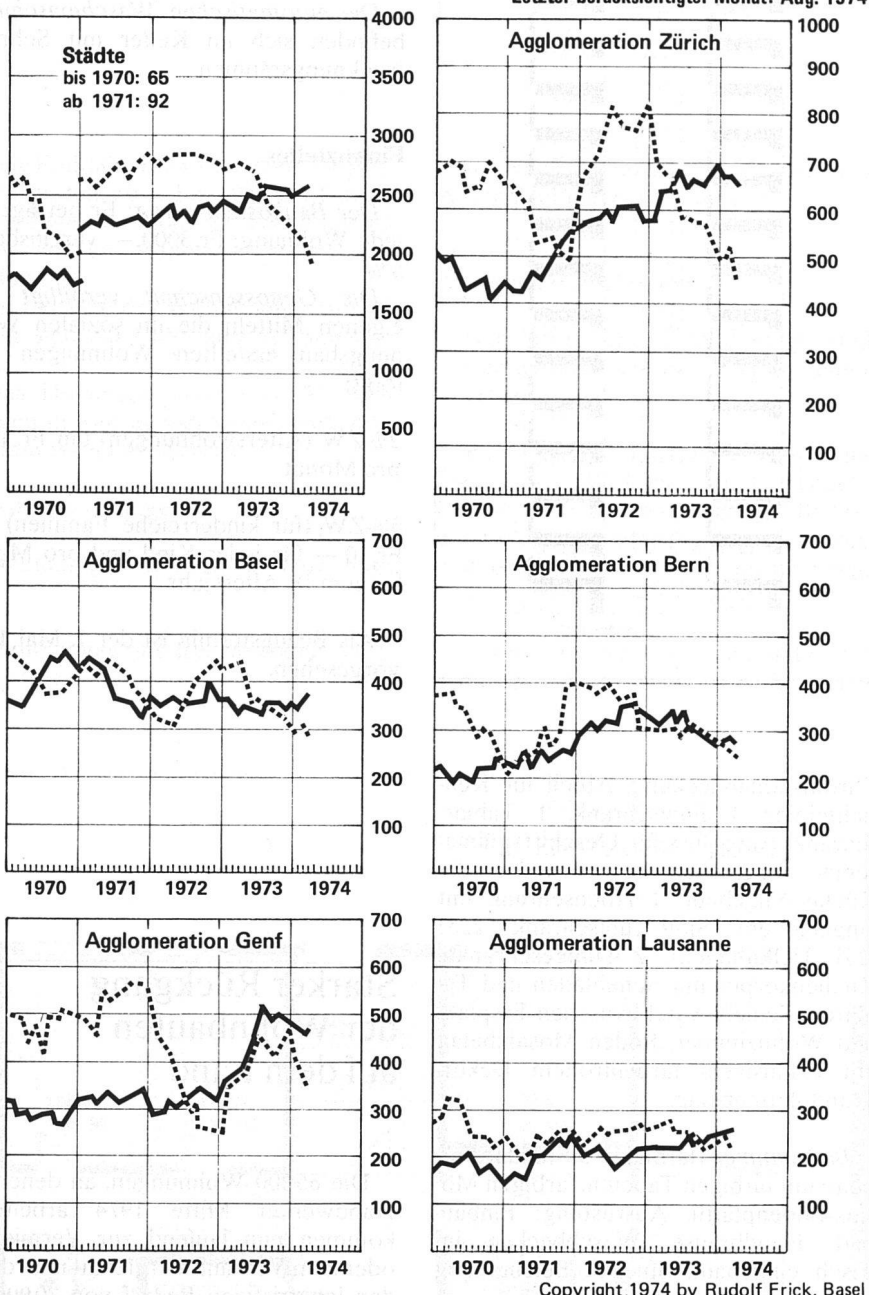 Letzter berücksichtigter Monat: Aug. 1974
Städte
bis 1970: 65
ab 1971: 92
4000
3500
3000
2500
2000
1500
1000
500
1970 1971 1972 1973 1974
Agglomeration Zürich
1000
900
800
700
600
500
400
300
200
100
1970 1971 1972 1973 1974
Agglomeration Basel
700
600
500
400
300
200
100
1970 1971 1972 1973 1974
Agglomeration Bern
700
600
500
400
300
200
100
1970 1971 1972 1973 1974
Agglomeration Genf
700
600
500
400
300
200
100
1970 1971 1972 1973 1974
Agglomeration Lausanne
700
600
500
400
300
200
100
1970 1971 1972 1973 1974
Copyright 1974 by Rudolf Frick, Basel